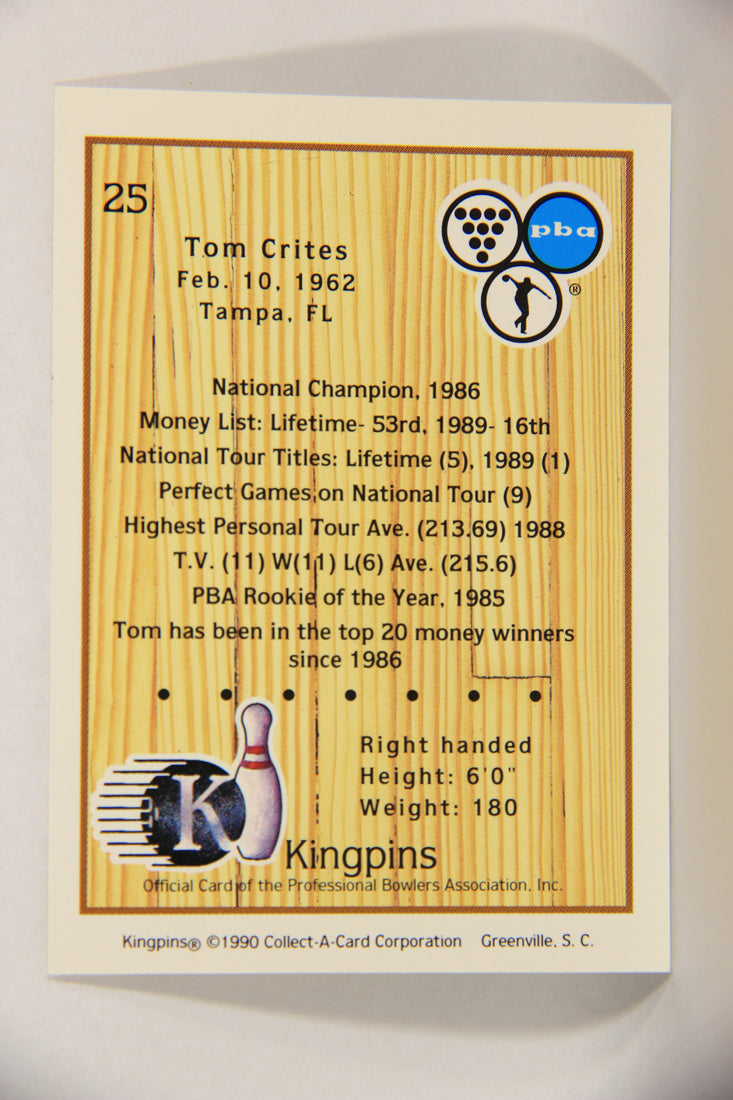 25
pba
®
Tom Crites
Feb. 10, 1962
Tampa, FL
National Champion, 1986
Money List: Lifetime- 53rd, 1989- 16th
National Tour Titles: Lifetime (5), 1989 (1)
Perfect Games on National Tour (9)
Highest Personal Tour Ave. (213.69) 1988
T.V. (11) W(11) L(6) Ave. (215.6)
PBA Rookie of the Year, 1985
Tom has been in the top 20 money winners
since 1986
Right handed
Height: 6'0"
Weight: 180
K
Kingpins
Official Card of the Professional Bowlers Association, Inc.
Kingpins® ©1990 Collect-A-Card Corporation Greenville, S. C.